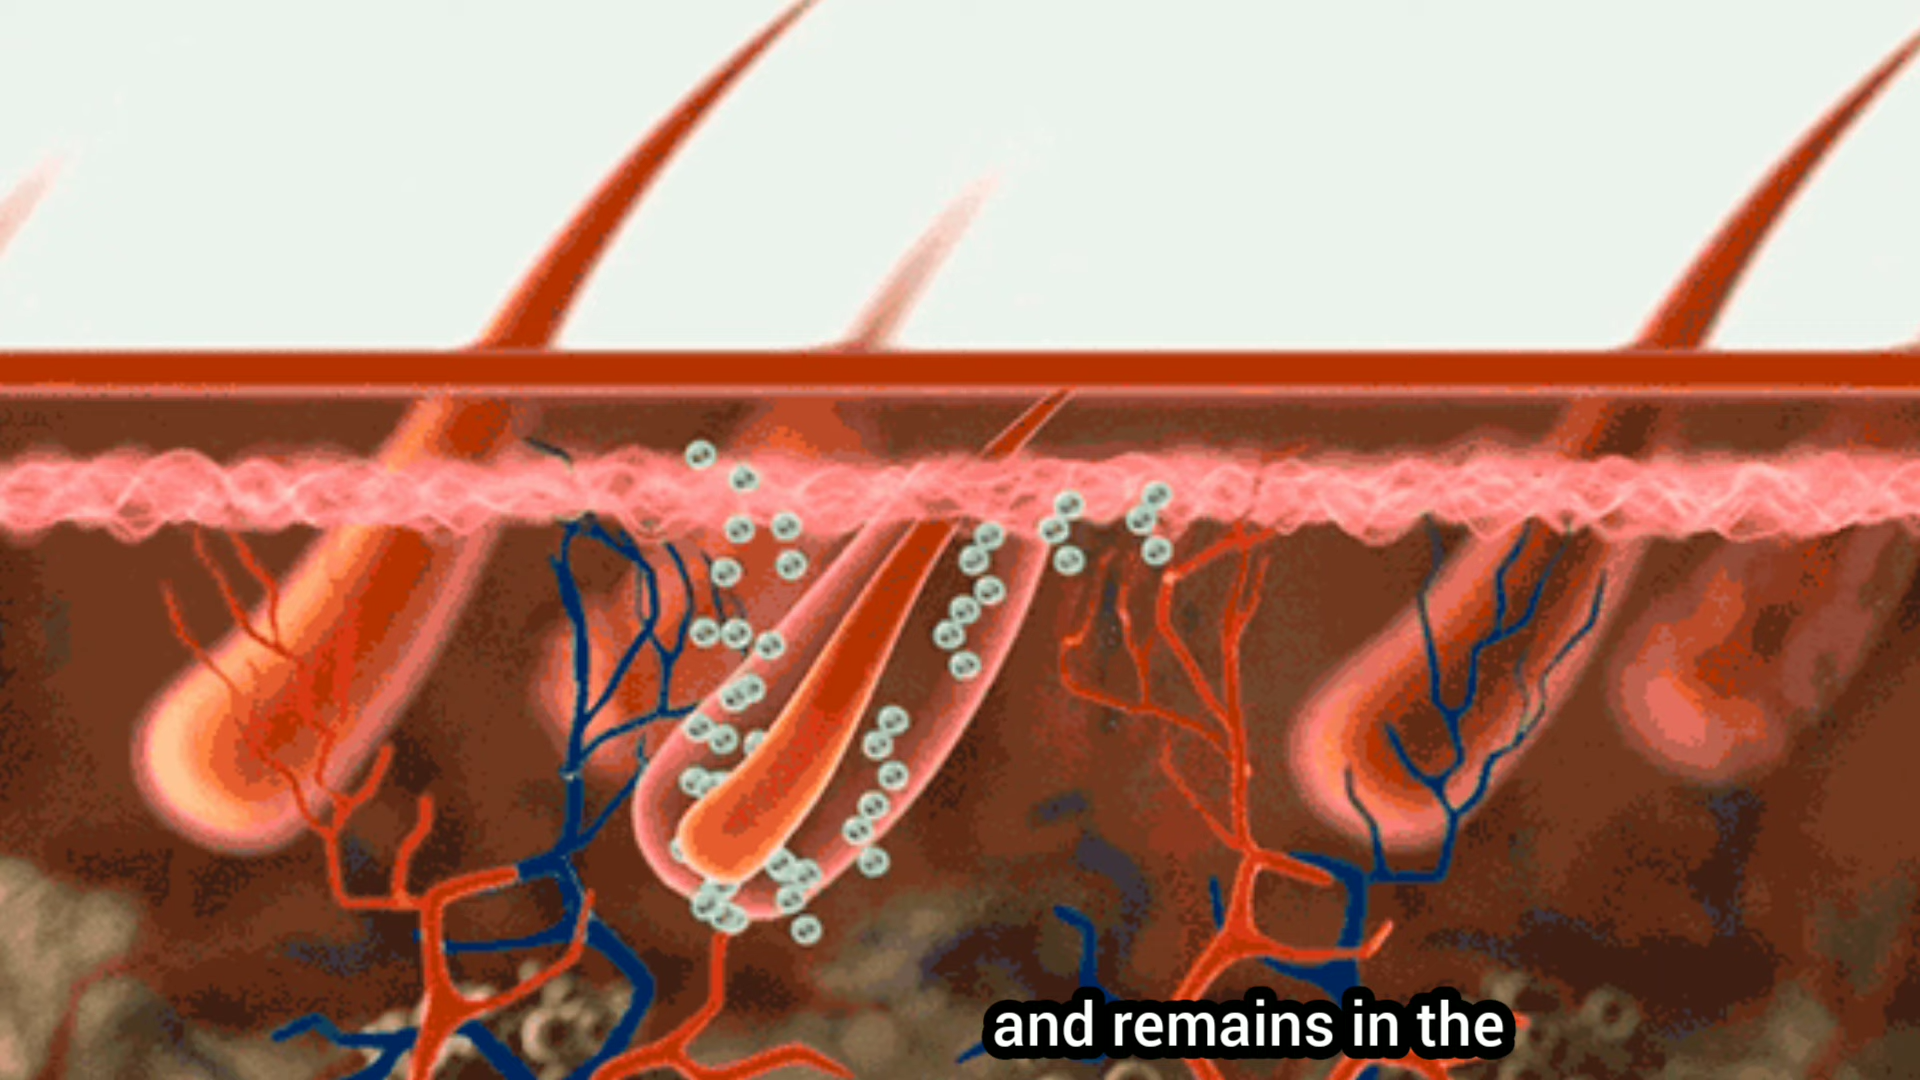 and remains in the